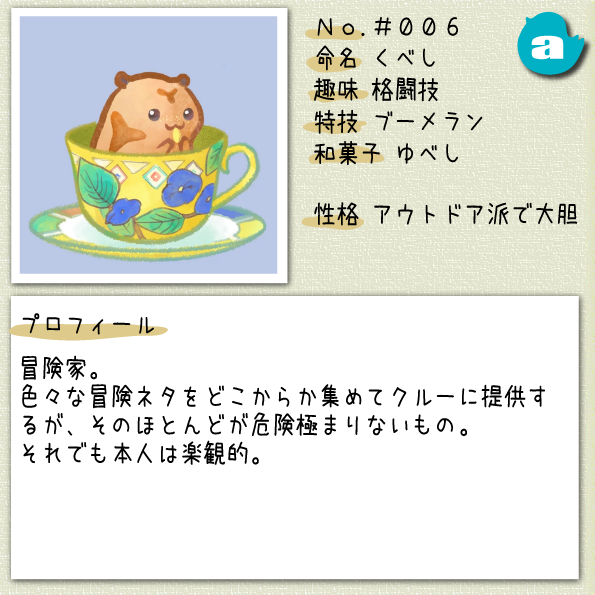 No.#006
a
命名 くべし
趣味 格闘技
特技 ブーメラン
和菓子 ゆべし
性格 アウトドア派で大胆
プロフィール
冒険家。
色々な冒険ネタをどこからか集めてクルーに提供す
るが、そのほとんどが危険極まりないもの。
それでも本人は楽観的。